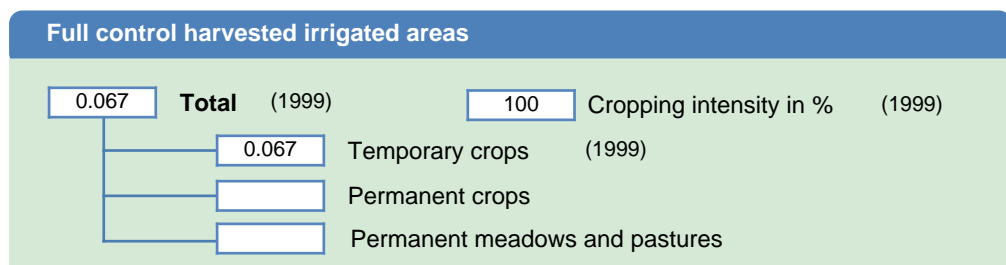 Full control harvested irrigated areas
0.067 Total (1999) 100 Cropping intensity in % (1999)
0.067 Temporary crops (1999)
Permanent crops
Permanent meadows and pastures